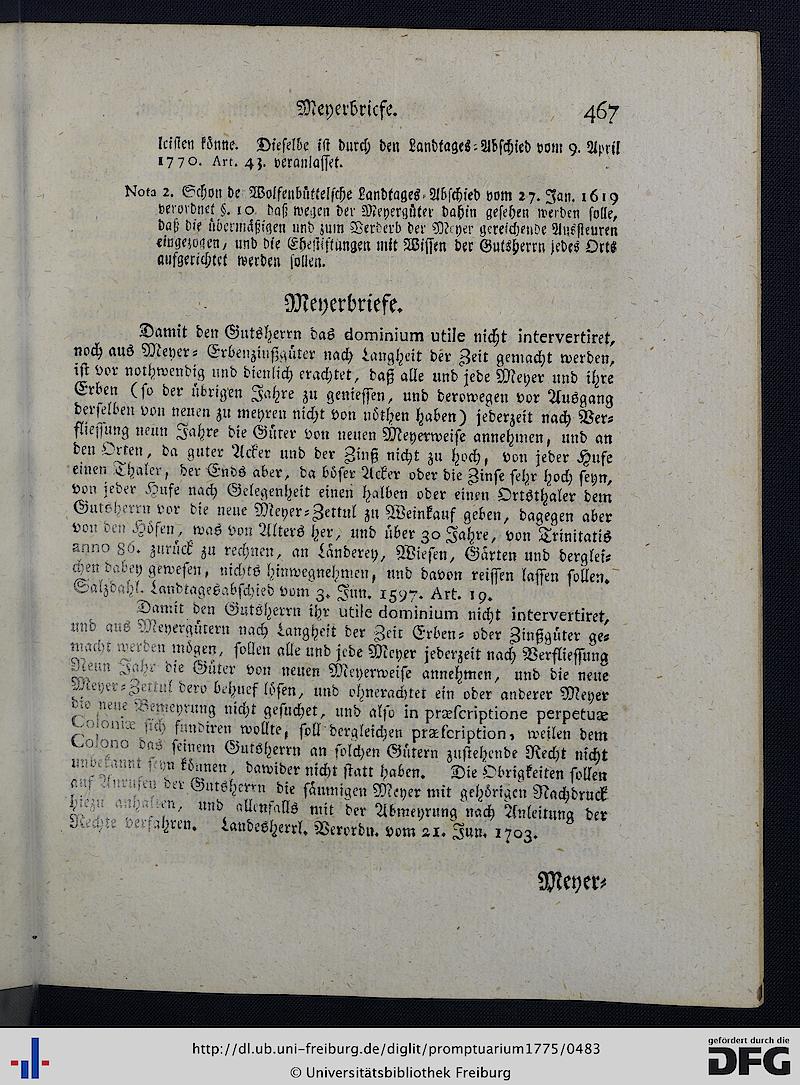 Meyerbriefe. 467
leisten könne. Dieselbe ist durch den Landtages-Abschied vom 9. April
1770. Art. 43. veranlasset.
Nota 2. Schon de Wolfenbüttelsche Landtages-Abschied vom 27. Jan. 1619
verordnet §. 10 daß wegen der Meyergüter dahin gesehen werden solle,
daß die übermäßigen und zum Verderb der Meyer gereichende Aussteuren
eingezogen, und die Ehestiftungen mit Wissen der Gutsherrn jedes Orts
aufgerichtet werden sollen.
Meyerbriefe.
Damit den Gutsherrn das dominium utile nicht intervertiret,
noch aus Meyer- Erbenzinßgüter nach Langheit der Zeit gemacht werden,
ist vor nothwendig und dienlich erachtet, daß alle und jede Meyer und ihre
Erben (so der übrigen Jahre zu geniessen, und derowegen vor Ausgang
derselben von neuen zu meyren nicht von nöthen haben) jederzeit nach Ver-
fliessung neun Jahre die Güter von neuen Meyerweise annehmen, und an
den Orten, da guter Acker und der Zinß nicht zu hoch, von jeder Hufe
einen Thaler, der Ends aber, da böser Acker oder die Zinse sehr hoch seyn,
von jeder Hufe nach Gelegenheit einen halben oder einen Ortsthaler dem
Gutsherrn vor die neue Meyer-Zettul zu Weinkauf geben, dagegen aber
von den Höfen, was von Alters her, und über 30 Jahre, von Trinitatis
anno 86. zurück zu rechnen, an Länderey, Wiesen, Gärten und derglei-
chen dabey gewesen, nichts hinwegnehmen, und davon reissen lassen sollen.
Salzdahl. Landtagesabschied vom 3. Jun. 1597. Art. 19.
Damit den Gutsherrn ihr utile dominium nicht intervertiret,
und aus Meyergütern nach Langheit der Zeit Erben- oder Zinßgüter ge-
macht werden mögen, sollen alle und jede Meyer jederzeit nach Verfliessung
Neun Jahr die Güter von neuen Meyerweise annehmen, und die neue
Meyer-Zettul dero behuef lösen, und ohnerachtet ein oder anderer Meyer
die neue Bemeyrung nicht gesuchet, und also in præscriptione perpetuæ
Coloniæ sich fundiren wollte, soll dergleichen præscription, weilen dem
Colono das seinem Gutsherrn an solchen Gütern zustehende Recht nicht
unbekannt seyn können, dawider nicht statt haben. Die Obrigkeiten sollen
auf Anrufen der Gutsherrn die säumigen Meyer mit gehörigen Nachdruck
hiezu anhalten, und allenfalls mit der Abmeyrung nach Anleitung der
Rechte verfahren. Landesherrl. Verordn. vom 21. Jun. 1703.
Meyer-
http://dl.ub.uni-freiburg.de/diglit/promptuarium1775/0483
© Universitätsbibliothek Freiburg
gefördert durch die
DFG